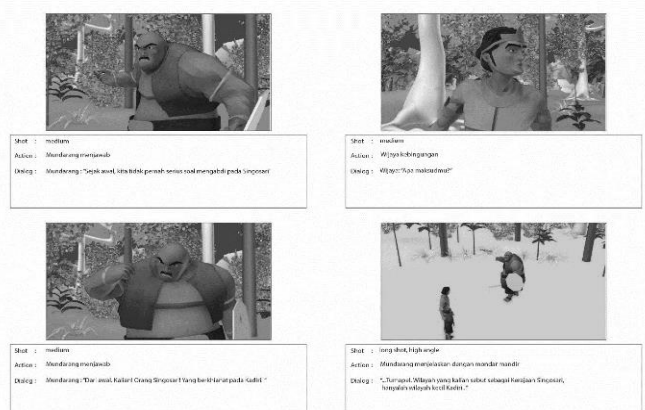 Shot : medium
Action : Mundarang menjawab
Dialog : Mundarang : "Sejak awal, kita tidak pernah serius soal mengabdi pada Singosari"
Shot : medium
Action : Wijaya kebingungan
Dialog : Wijaya: "Apa maksudmu?"
Shot : medium
Action : Mundarang menjawab
Dialog : Mundarang : "Dari awal, Kalian! Orang Singosari! Yang berkhianat pada Kadiri. "
Shot : long shot, high angle
Action : Mundarang menjelaskan dengan mondar mandir
Dialog : "...Tumapel. Wilayah yang kalian sebut sebagai Kerajaan Singosari,
hanyalah wilayah kecil Kadiri.."